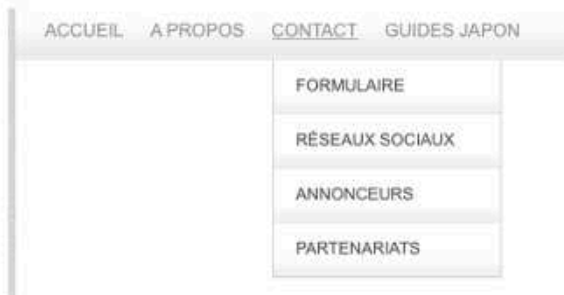 ACCUEIL A PROPOS CONTACT GUIDES JAPON
FORMULAIRE
RÉSEAUX SOCIAUX
ANNONCEURS
PARTENARIATS